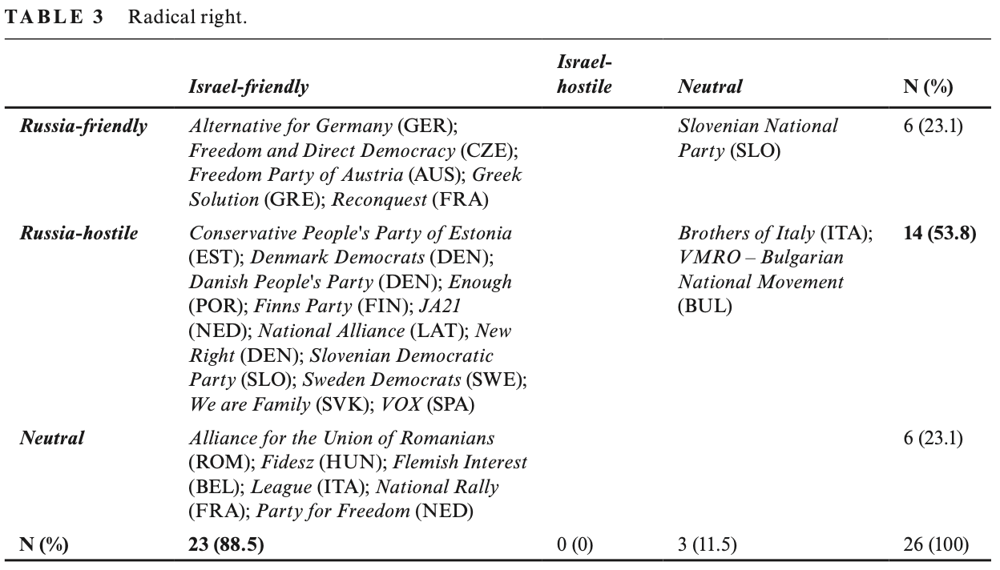 TABLE 3 Radical right.
Israel-friendly Israel-hostile Neutral N (%)
Russia-friendly Alternative for Germany (GER); Slovenian National 6 (23.1)
Freedom and Direct Democracy (CZE); Party (SLO)
Freedom Party of Austria (AUS); Greek
Solution (GRE); Reconquest (FRA)
Russia-hostile Conservative People's Party of Estonia Brothers of Italy (ITA); 14 (53.8)
(EST); Denmark Democrats (DEN); VMRO – Bulgarian
Danish People's Party (DEN); Enough National Movement
(POR); Finns Party (FIN); JA21 (BUL)
(NED); National Alliance (LAT); New
Right (DEN); Slovenian Democratic
Party (SLO); Sweden Democrats (SWE);
We are Family (SVK); VOX (SPA)
Neutral Alliance for the Union of Romanians 6 (23.1)
(ROM); Fidesz (HUN); Flemish Interest
(BEL); League (ITA); National Rally
(FRA); Party for Freedom (NED)
N (%) 23 (88.5) 0 (0) 3 (11.5) 26 (100)